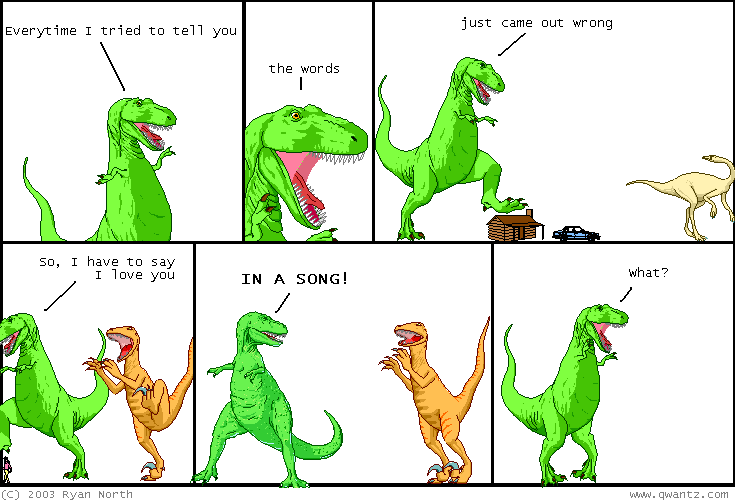 Everytime I tried to tell you
the words
just came out wrong
So, I have to say
I love you
IN A SONG!
What?
(C) 2003 Ryan North
www.qwantz.com